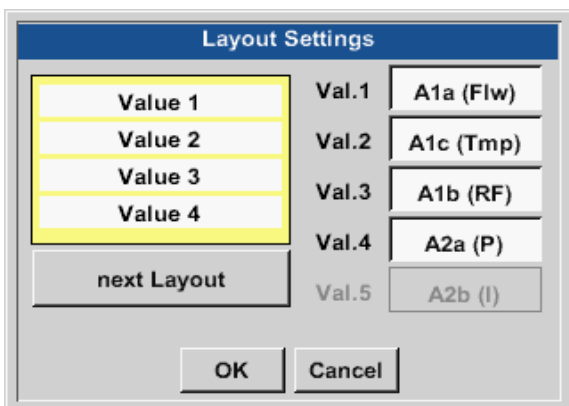 Layout Settings
Value 1
Value 2
Value 3
Value 4
next Layout
Val.1 A1a (Flw)
Val.2 A1c (Tmp)
Val.3 A1b (RF)
Val.4 A2a (P)
Val.5 A2b (I)
OK Cancel